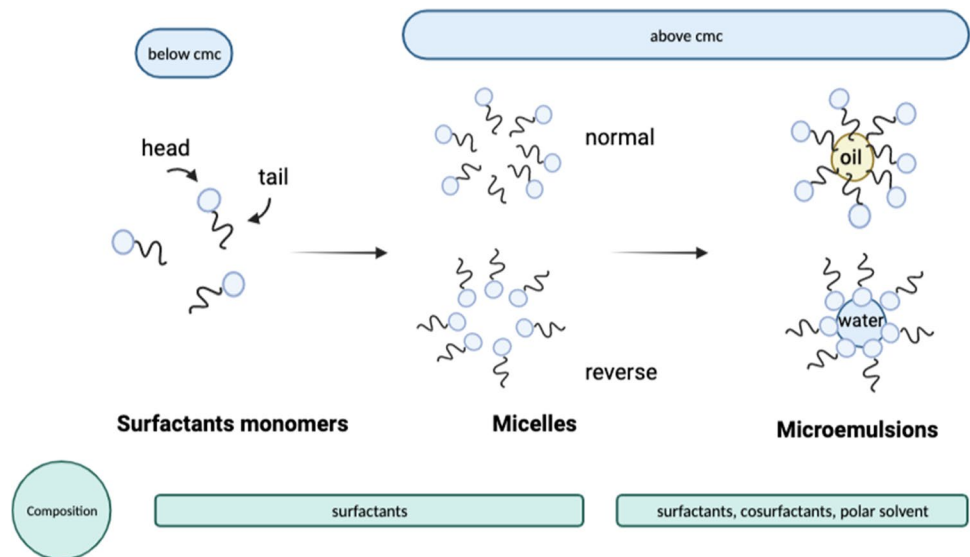 below cmc
above cmc
head
tail
normal
oil
water
reverse
Surfactants monomers
Micelles
Microemulsions
Composition
surfactants
surfactants, cosurfactants, polar solvent